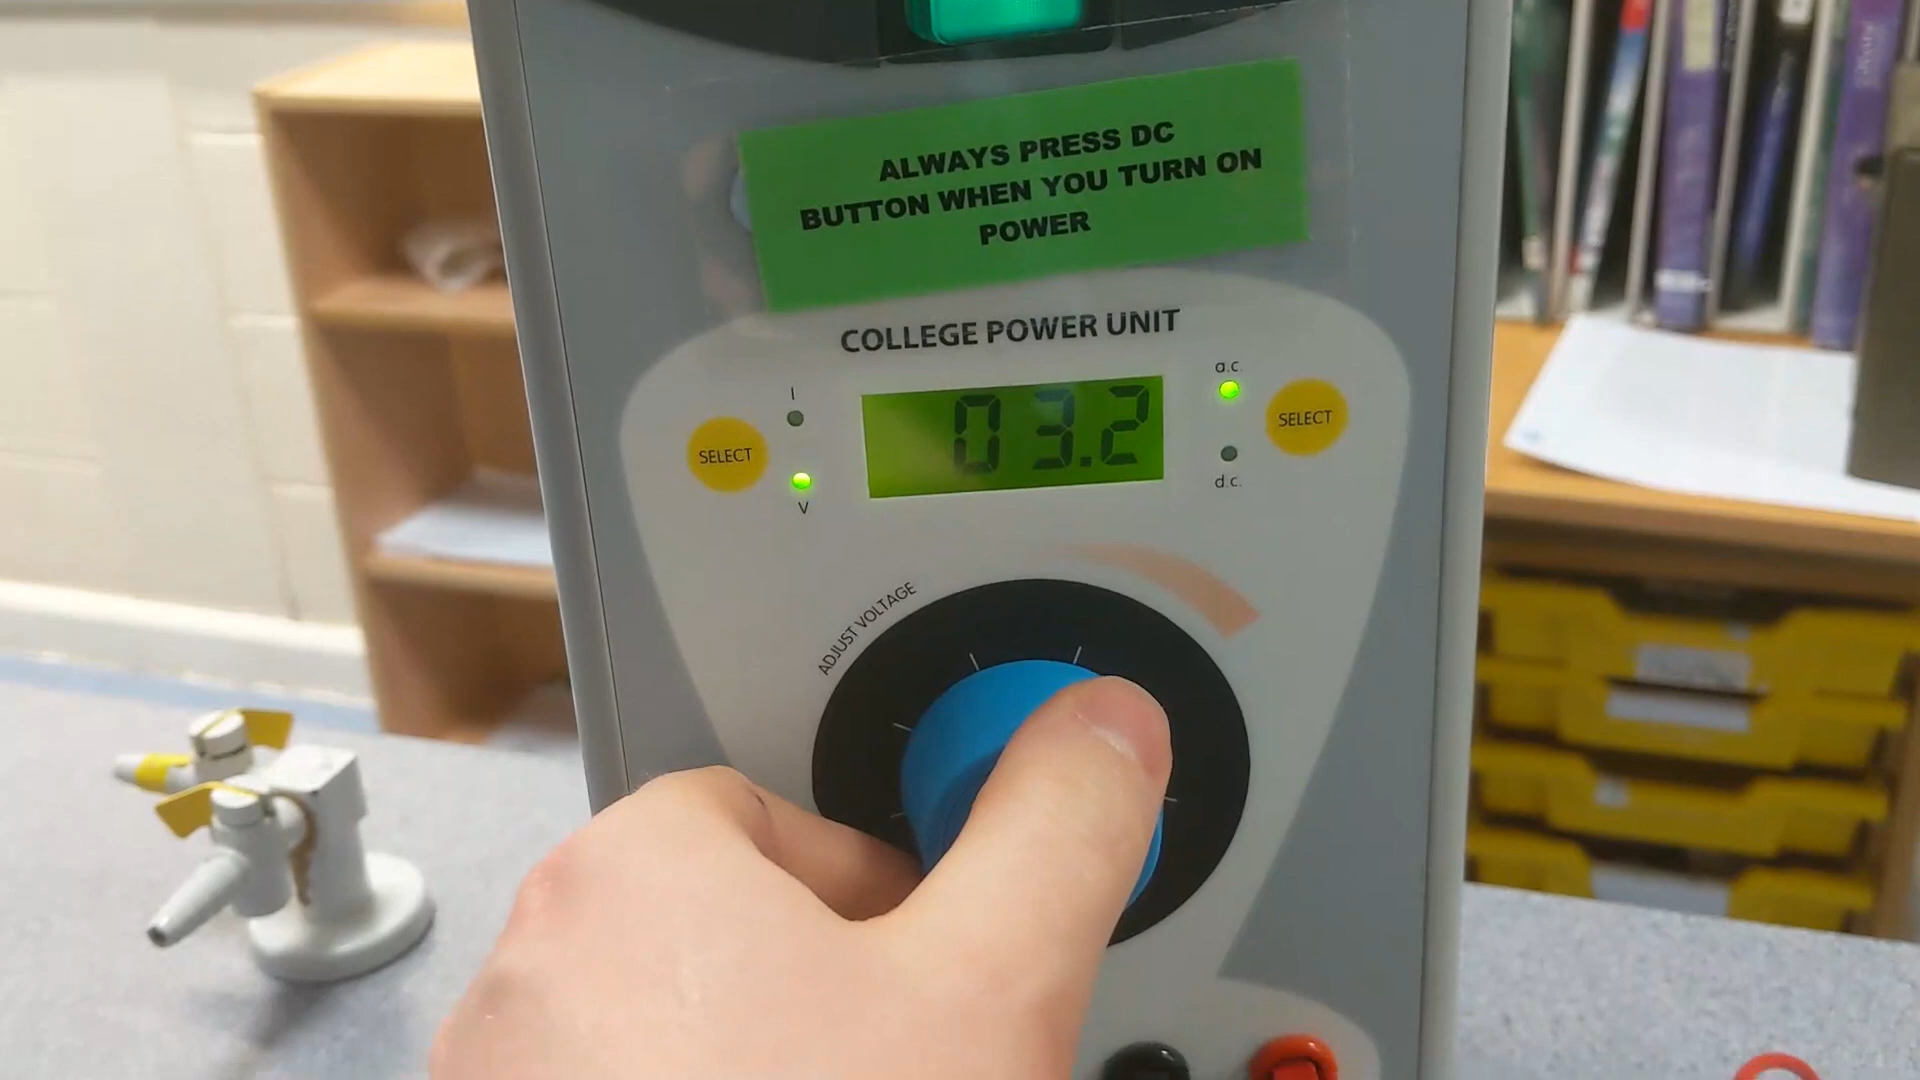 ALWAYS PRESS DC
BUTTON WHEN YOU TURN ON
POWER
COLLEGE POWER UNIT
I
a.c.
SELECT
03.2
SELECT
V
d.c.
ADJUST VOLTAGE